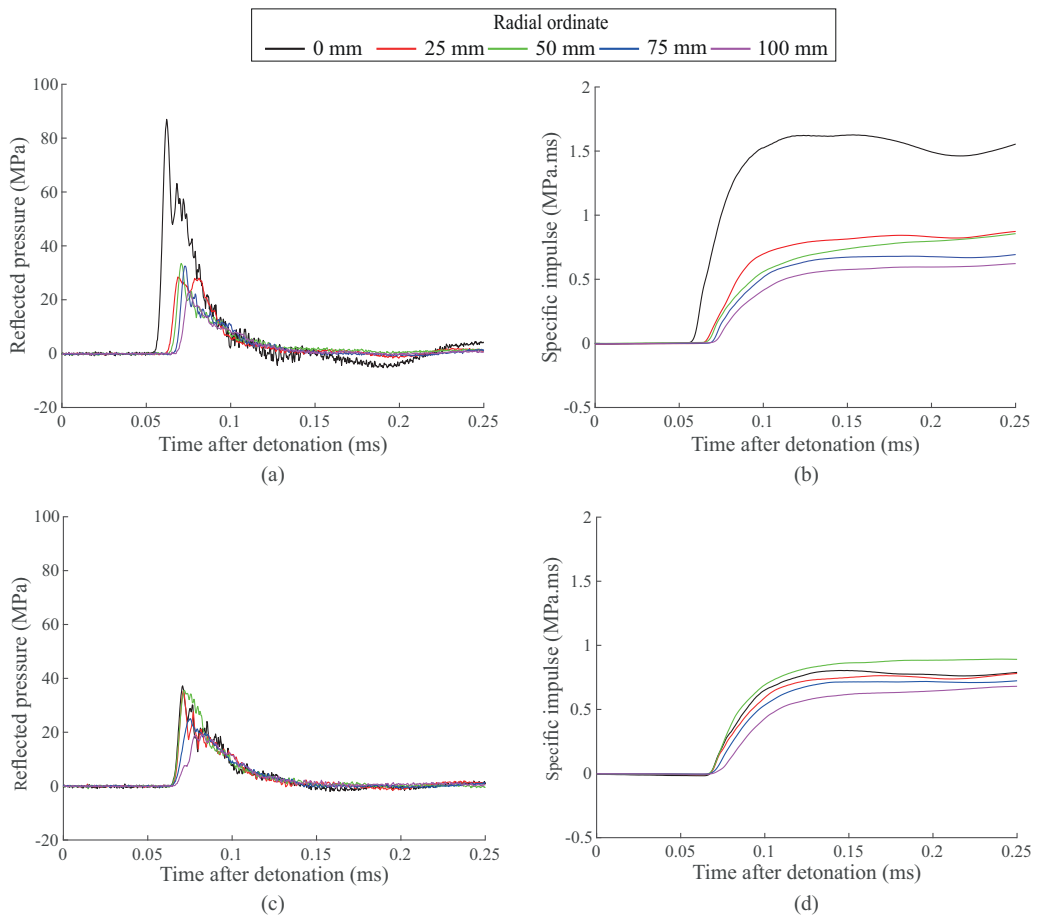 Radial ordinate
0 mm 25 mm 50 mm 75 mm 100 mm
100
80
60
40
20
0
-20
Reflected pressure (MPa)
0 0.05 0.1 0.15 0.2 0.25
Time after detonation (ms)
(a)
2
1.5
1
0.5
0
-0.5
Specific impulse (MPa.ms)
0 0.05 0.1 0.15 0.2 0.25
Time after detonation (ms)
(b)
100
80
60
40
20
0
-20
Reflected pressure (MPa)
0 0.05 0.1 0.15 0.2 0.25
Time after detonation (ms)
(c)
2
1.5
1
0.5
0
-0.5
Specific impulse (MPa.ms)
0 0.05 0.1 0.15 0.2 0.25
Time after detonation (ms)
(d)